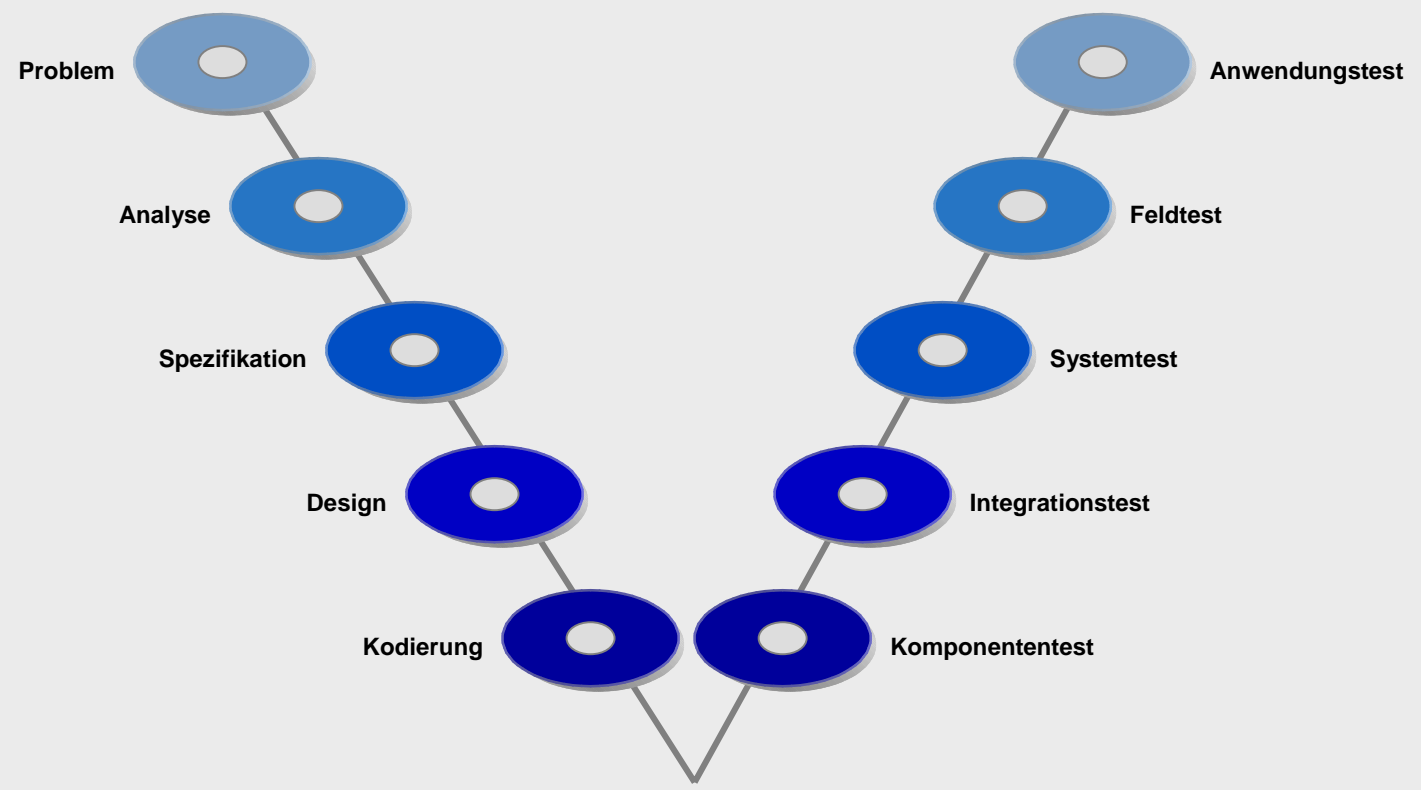 Problem
Anwendungstest
Analyse
Feldtest
Spezifikation
Systemtest
Design
Integrationstest
Kodierung
Komponententest